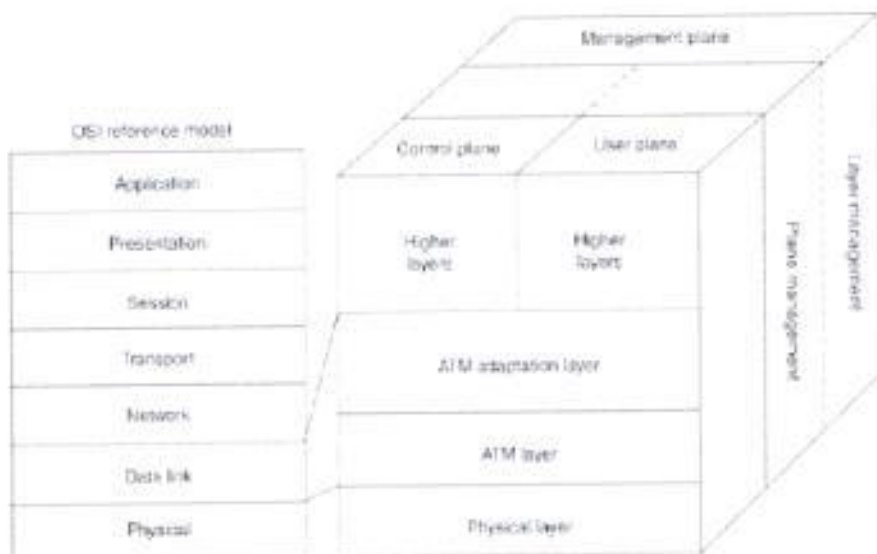 OSI reference model
Application
Presentation
Session
Transport
Network
Data link
Physical
Management plane
Control plane
User plane
Higher
layers
Higher
layers
ATM adaptation layer
ATM layer
Physical layer
Plane management
Layer management